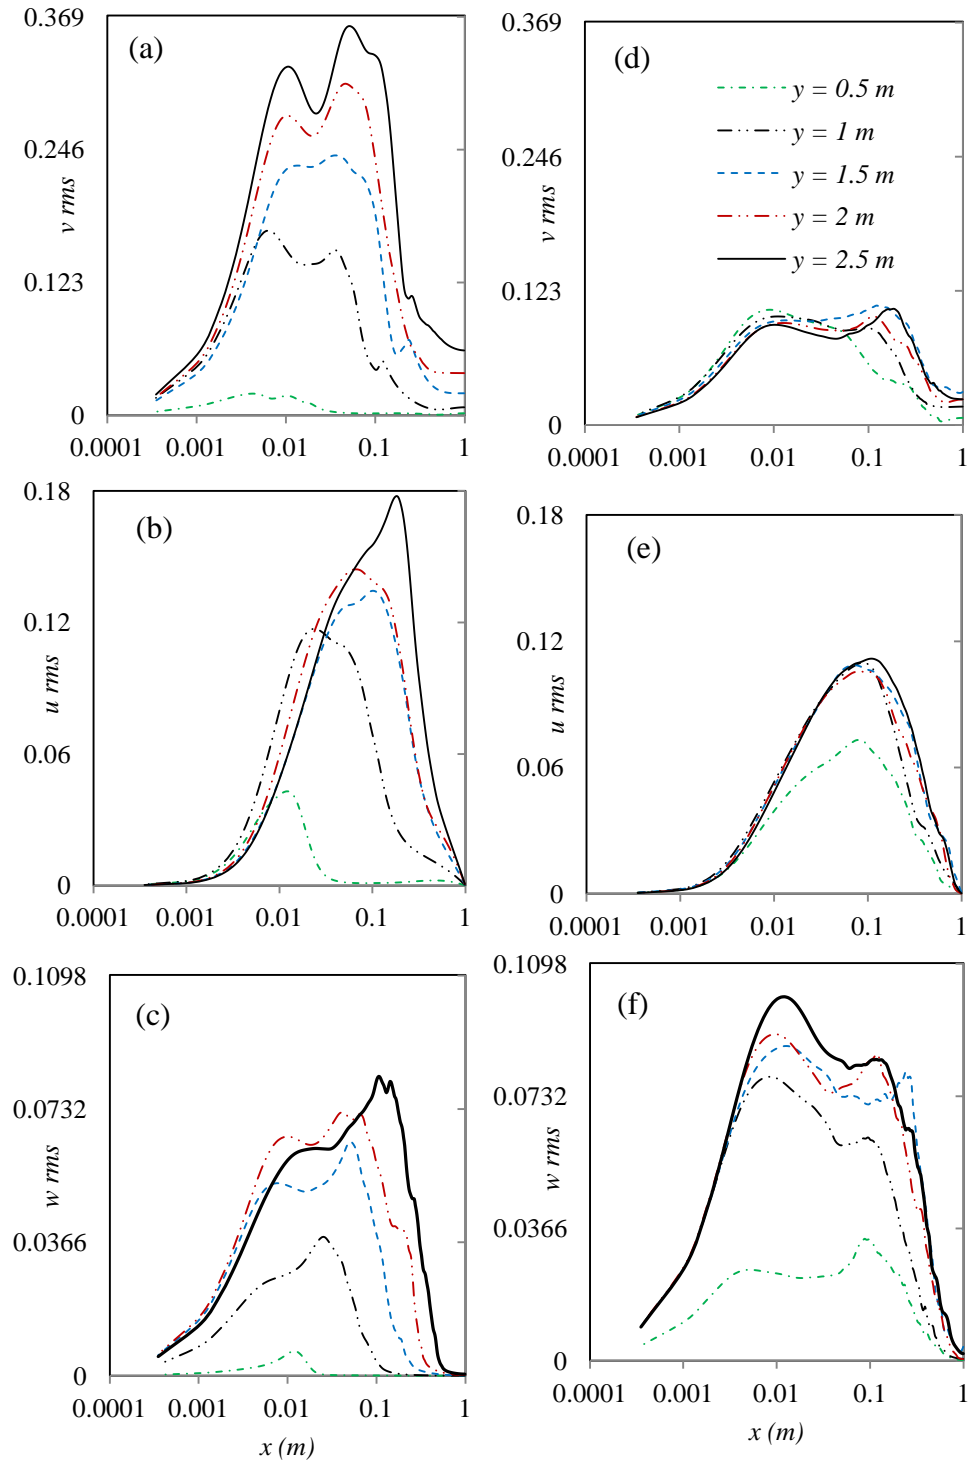 (a)
0.369
0.246
0.123
0
v rms
0.0001 0.001 0.01 0.1 1
(d)
0.369
0.246
0.123
0
v rms
y = 0.5 m
y = 1 m
y = 1.5 m
y = 2 m
y = 2.5 m
0.0001 0.001 0.01 0.1 1
(b)
0.18
0.12
0.06
0
u rms
0.0001 0.001 0.01 0.1 1
(e)
0.18
0.12
0.06
0
u rms
0.0001 0.001 0.01 0.1 1
(c)
0.1098
0.0732
0.0366
0
w rms
0.0001 0.001 0.01 0.1 1
x (m)
(f)
0.1098
0.0732
0.0366
0
w rms
0.0001 0.001 0.01 0.1 1
x (m)